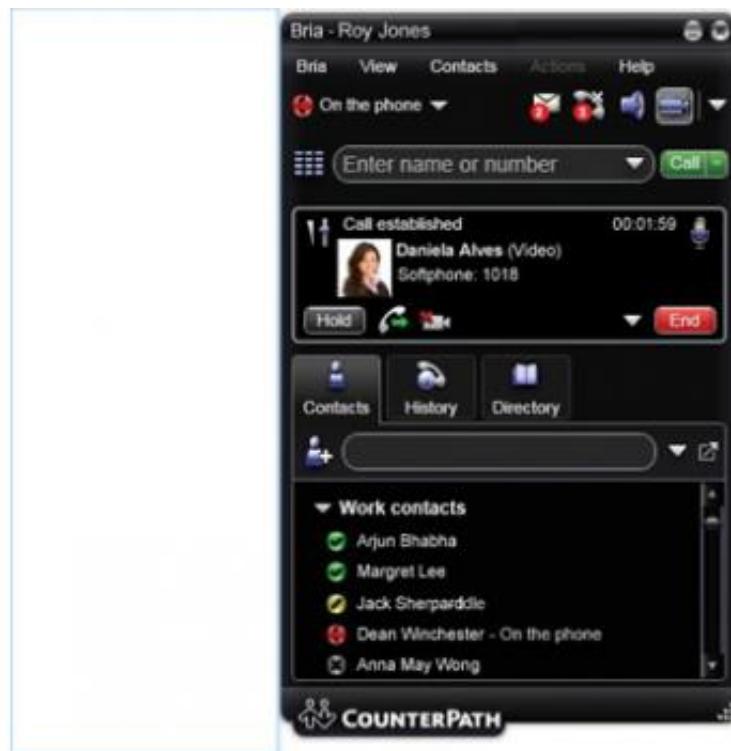 Bria - Roy Jones
Bria View Contacts Actions Help
On the phone 2
Enter name or number Call
Call established 00:01:59
Daniela Alves (Video)
Softphone: 1018
Hold End
Contacts History Directory
Work contacts
Arjun Bhabha
Margret Lee
Jack Sherparddle
Dean Winchester - On the phone
Anna May Wong
COUNTERPATH